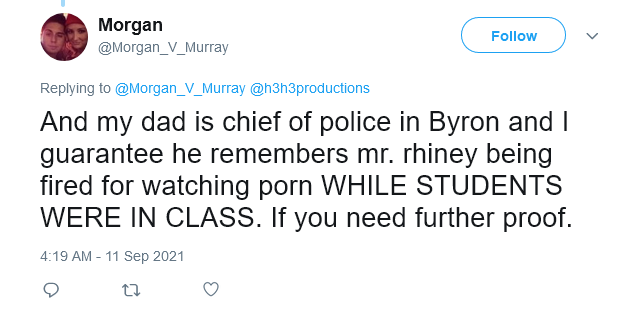 Morgan
@Morgan_V_Murray
Follow
Replying to @Morgan_V_Murray @h3h3productions
And my dad is chief of police in Byron and I
guarantee he remembers mr. rhiney being
fired for watching porn WHILE STUDENTS
WERE IN CLASS. If you need further proof.
4:19 AM - 11 Sep 2021